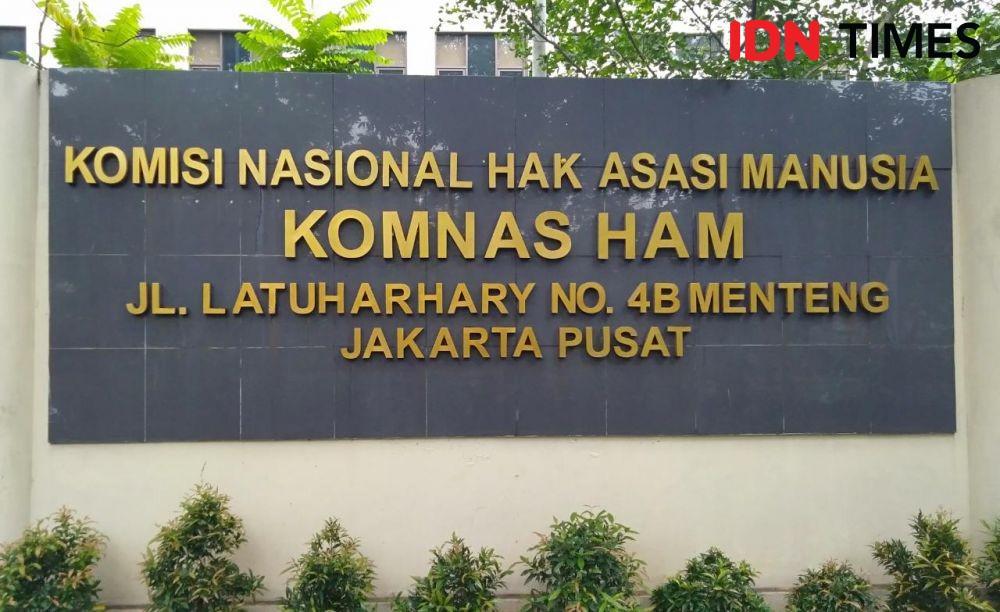 IDN TIMES
KOMISI NASIONAL HAK ASASI MANUSIA
KOMNAS HAM
JL. LATUHARHARY NO. 4B MENTENG
JAKARTA PUSAT